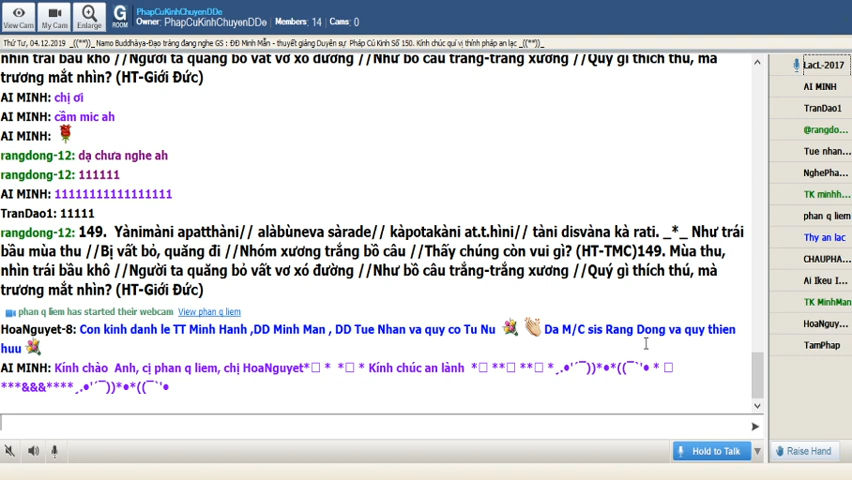 PhapCuKinhChuyenDDe
Owner: PhapCuKinhChuyenDDe Members: 14 Cams: 0
View Cam My Cam Enlarge G ROOM
Thứ Tư, 04.12.2019 _((**))_ Namo Buddhàya-Đạo tràng đang nghe GS : ĐĐ Minh Mẫn - thuyết giảng Duyên sự Pháp Cú Kinh Số 150. Kính chúc quí vị thính pháp an lạc _((**))_
nhìn trái bầu khô //Người ta quăng bỏ vất vơ xó đường //Như bồ câu trắng-trắng xương //Quý gì thích thú, mà
trương mắt nhìn? (HT-Giới Đức)
AI MINH: chị ơi
AI MINH: cầm mic ah
AI MINH:
rangdong-12: dạ chưa nghe ah
rangdong-12: 111111
AI MINH: 11111111111111111
TranDao1: 11111
rangdong-12: 149. Yànimàni apatthàni// alàbùneva sàrade// kàpotakàni at.t.hìni// tàni disvàna kà rati. _*_ Như trái
bầu mùa thu //Bị vất bỏ, quăng đi //Nhóm xương trắng bồ câu //Thấy chúng còn vui gì? (HT-TMC)149. Mùa thu,
nhìn trái bầu khô //Người ta quăng bỏ vất vơ xó đường //Như bồ câu trắng-trắng xương //Quý gì thích thú, mà
trương mắt nhìn? (HT-Giới Đức)
phan q liem has started their webcam View phan q liem
HoaNguyet-8: Con kinh danh le TT Minh Hanh ,DD Minh Man , DD Tue Nhan va quy co Tu Nu Da M/C sis Rang Dong va quy thien
huu
AI MINH: Kính chào Anh, cị phan q liem, chị HoaNguyet*□ * *□ * Kính chúc an lành *□ **□ **□ *¸.•'´¯))*•*((¯`'• * □
***&&&****¸.•'´¯))*•*((¯`'•
LacL-2017
AI MINH
TranDao1
@rangdo...
Tue nhan...
NghePha...
TK minhh...
phan q liem
Thy an lac
CHAUPHA...
Ai Ikeu I...
TK MinhMan
HoaNguy...
TamPhap
Hold to Talk
Raise Hand